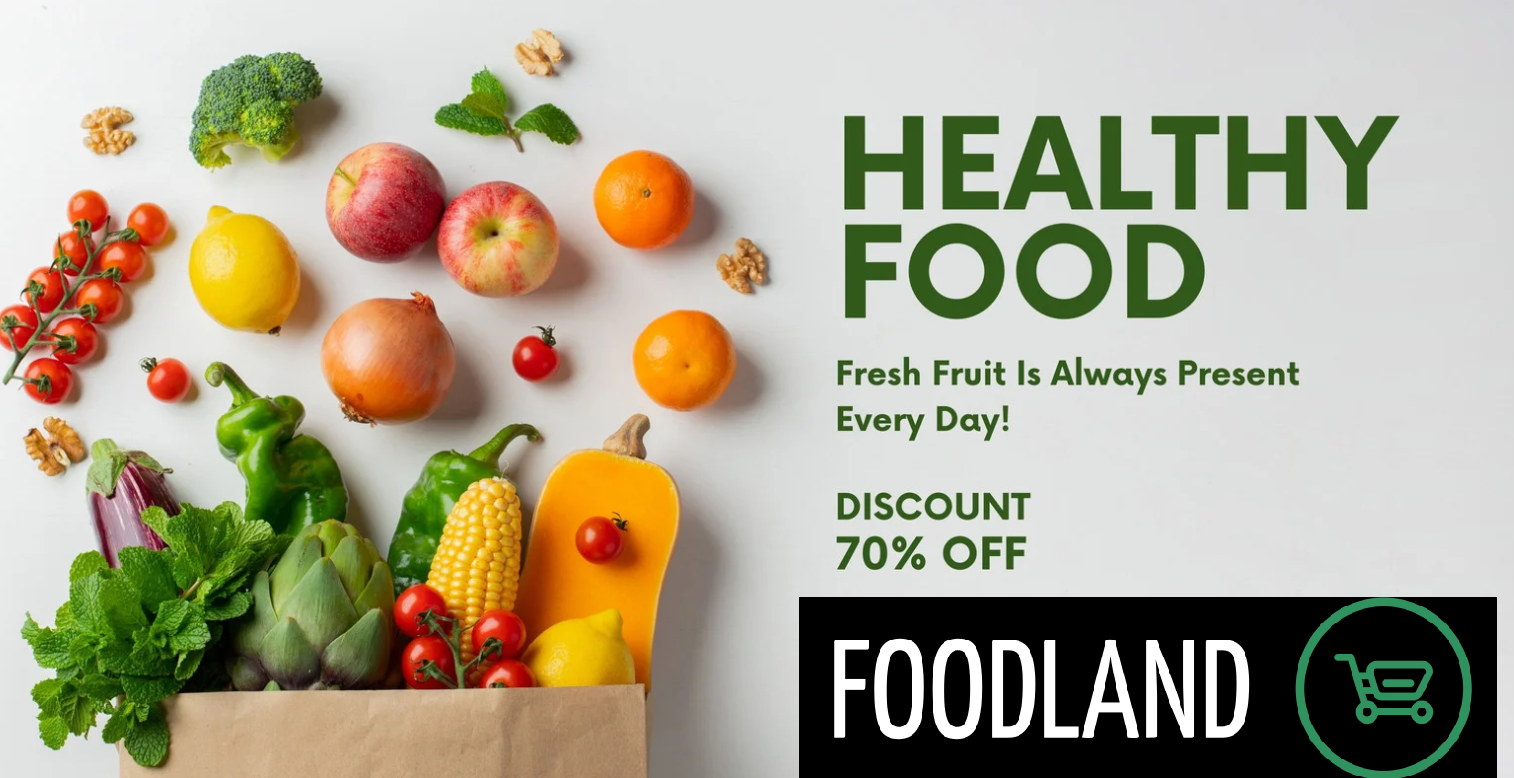 HEALTHY
FOOD
Fresh Fruit Is Always Present
Every Day!
DISCOUNT
70% OFF
FOODLAND